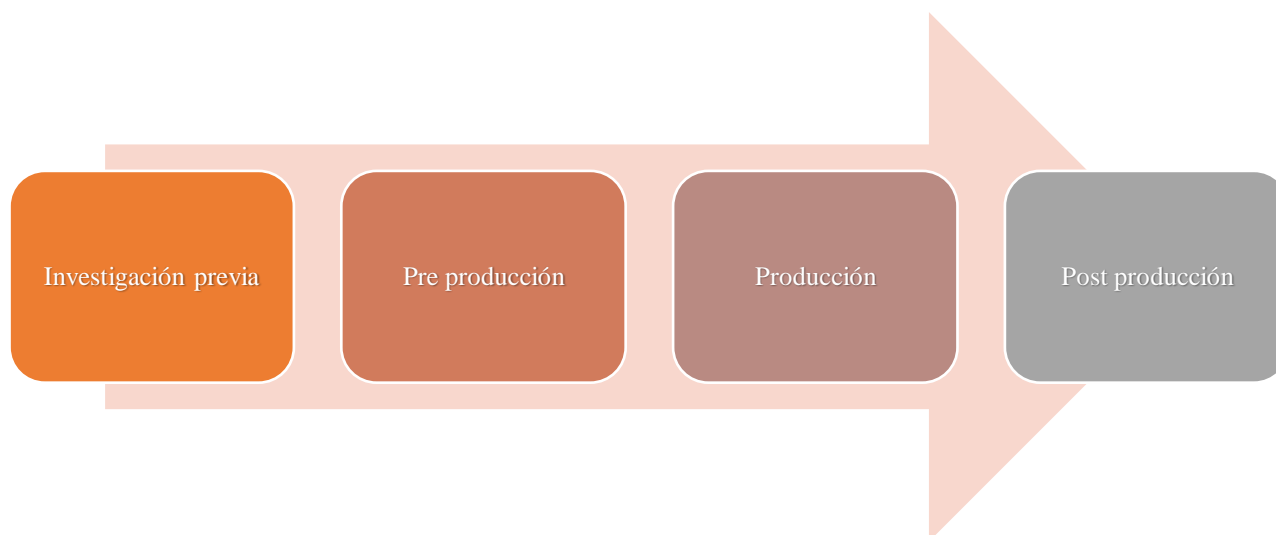 Investigación previa
Pre producción
Producción
Post producción